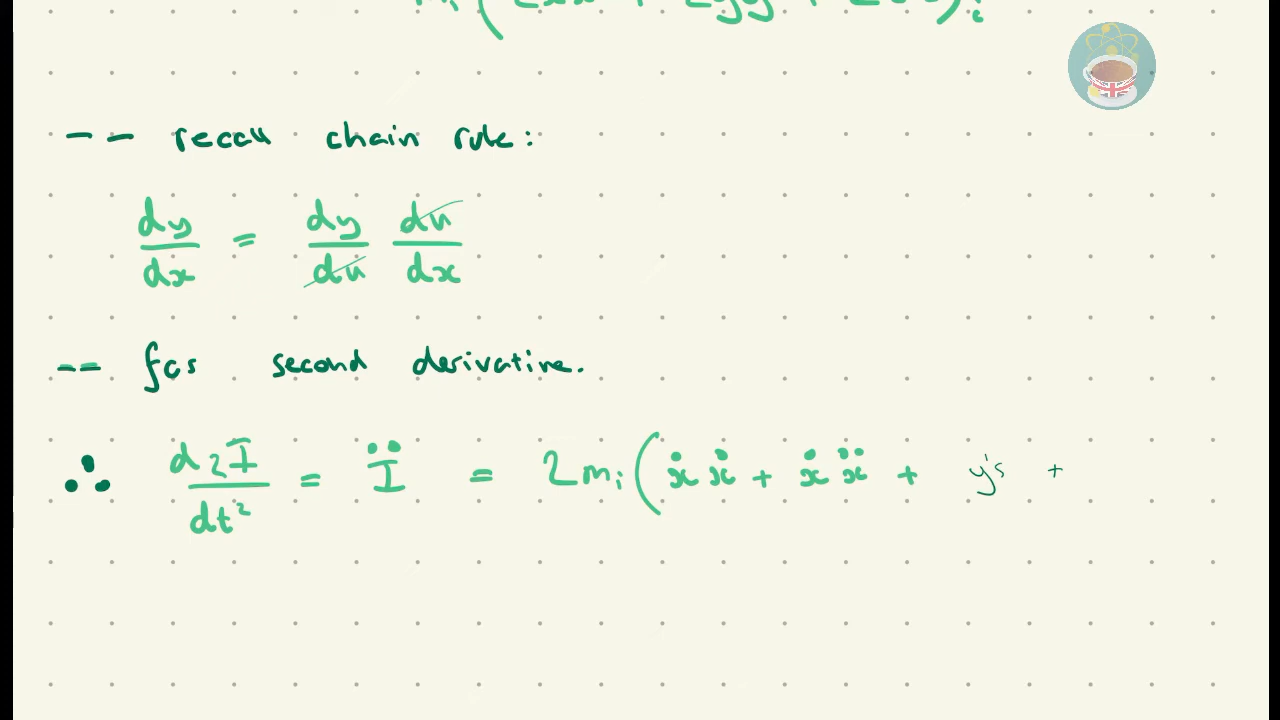 -- recall chain rule:
dy/dx = dy/du du/dx
-- for second derivative.
∴ d2I/dt² = Ï = 2mᵢ(ẋẋ + ẋẍ + y's +